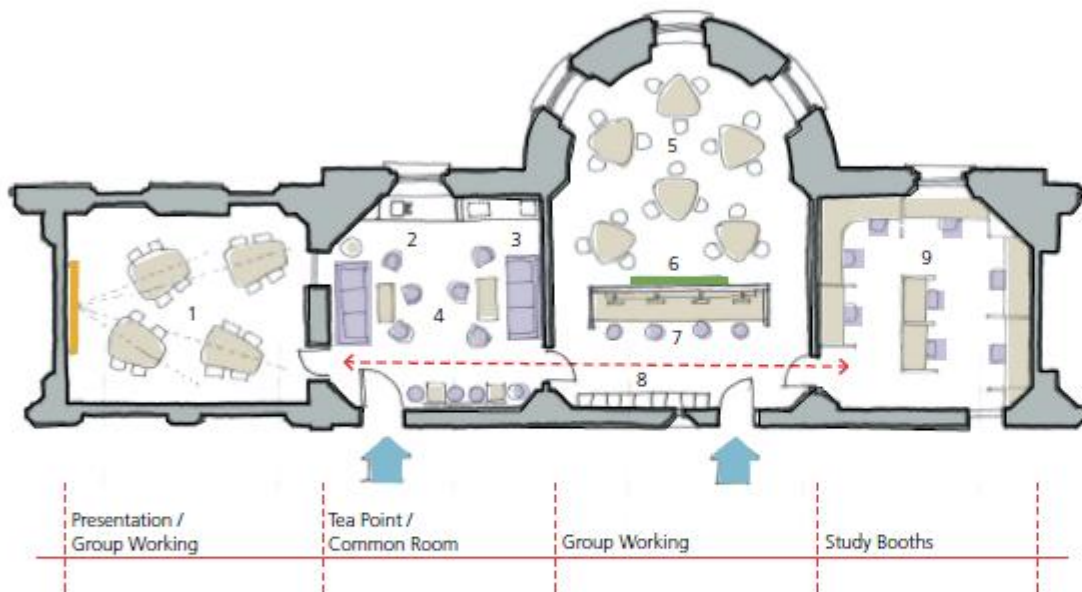 5
2
3
9
6
1
4
7
8
Presentation /
Group Working
Tea Point /
Common Room
Group Working
Study Booths